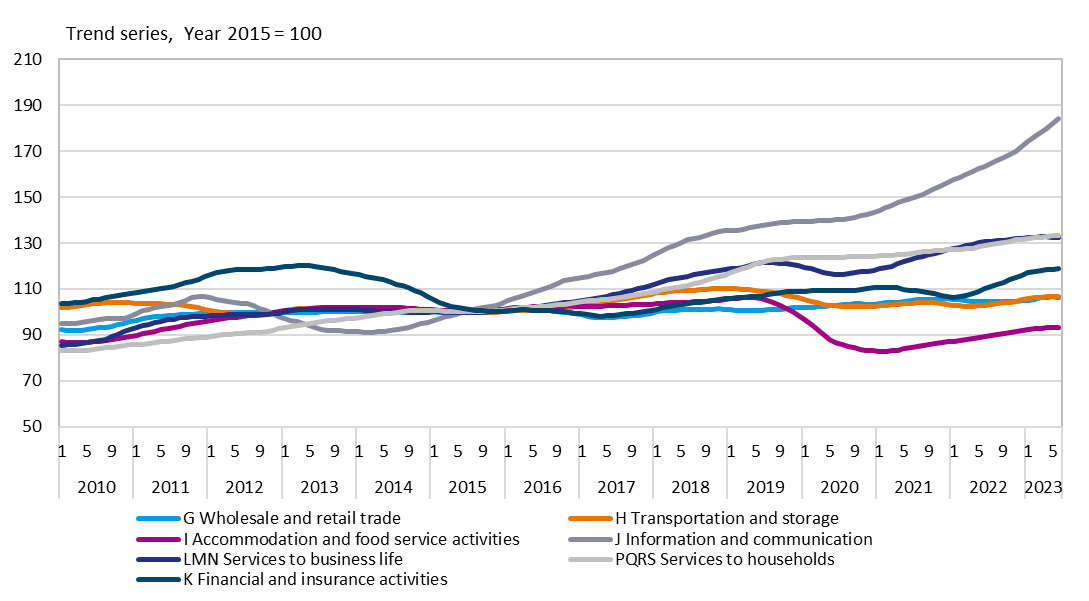 Trend series,  Year 2015 = 100
210
190
170
150
130
110
90
70
50
1 5 9 1 5 9 1 5 9 1 5 9 1 5 9 1 5 9 1 5 9 1 5 9 1 5 9 1 5 9 1 5 9 1 5 9 1 5 9 1 5
2010 2011 2012 2013 2014 2015 2016 2017 2018 2019 2020 2021 2022 2023
G Wholesale and retail trade H Transportation and storage
I Accommodation and food service activities J Information and communication
LMN Services to business life PQRS Services to households
K Financial and insurance activities